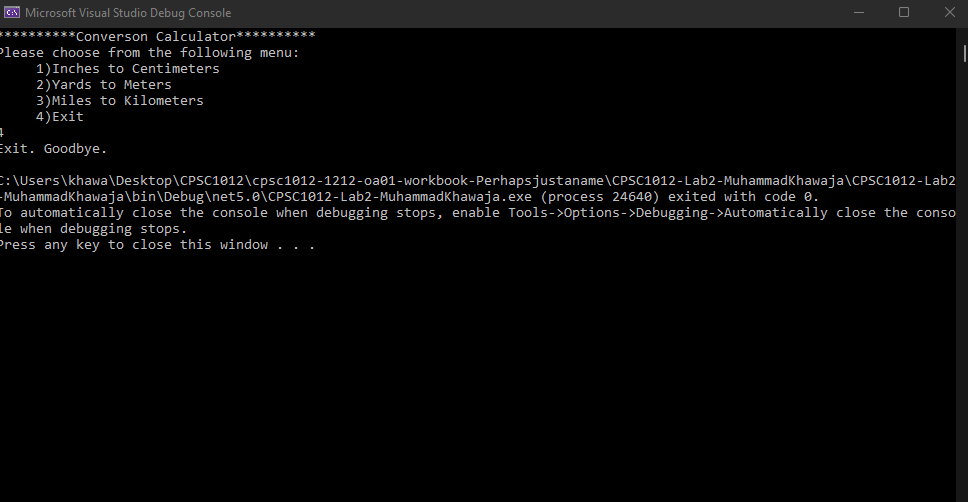 Microsoft Visual Studio Debug Console
**********Converson Calculator**********
Please choose from the following menu:
1)Inches to Centimeters
2)Yards to Meters
3)Miles to Kilometers
4)Exit
4
Exit. Goodbye.
C:\Users\khawa\Desktop\CPSC1012\cpsc1012-1212-oa01-workbook-Perhapsjustaname\CPSC1012-Lab2-MuhammadKhawaja\CPSC1012-Lab2
-MuhammadKhawaja\bin\Debug\net5.0\CPSC1012-Lab2-MuhammadKhawaja.exe (process 24640) exited with code 0.
To automatically close the console when debugging stops, enable Tools->Options->Debugging->Automatically close the conso
le when debugging stops.
Press any key to close this window . . .